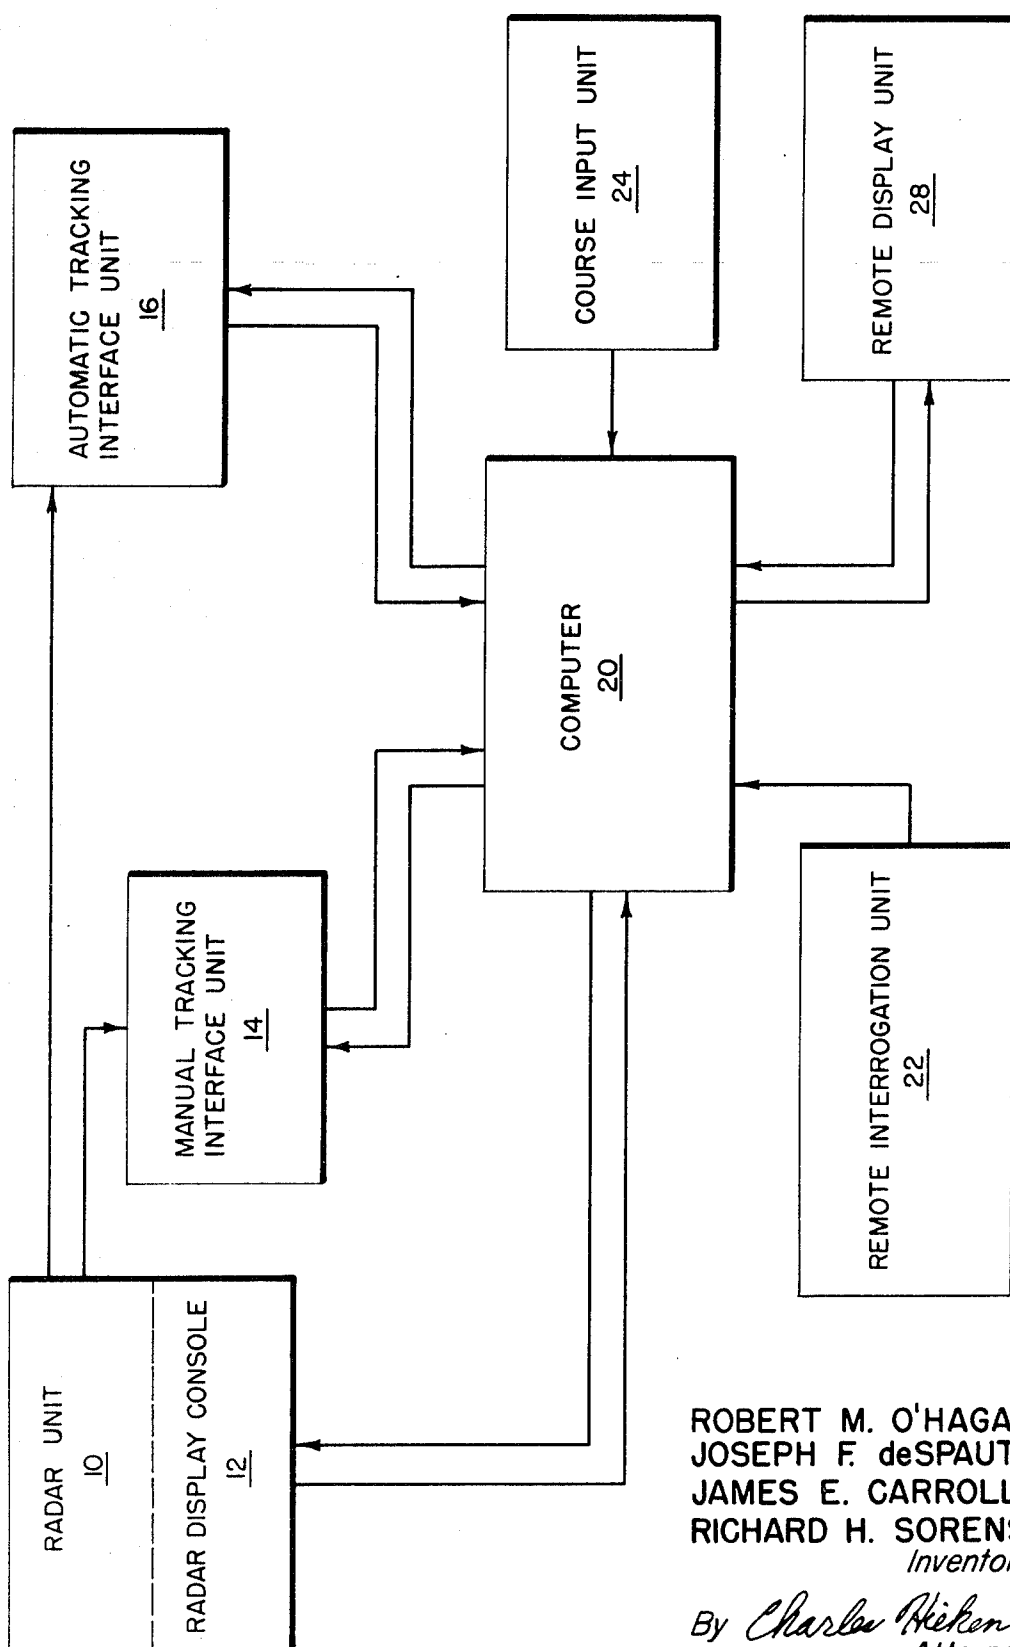 RADAR UNIT
10
RADAR DISPLAY CONSOLE
12
MANUAL TRACKING
INTERFACE UNIT
14
AUTOMATIC TRACKING
INTERFACE UNIT
16
COMPUTER
20
COURSE INPUT UNIT
24
REMOTE INTERROGATION UNIT
22
REMOTE DISPLAY UNIT
28
ROBERT M. O'HAGA
JOSEPH F. deSPAUT
JAMES E. CARROLL
RICHARD H. SORENS
Invento
By Charles Hieken